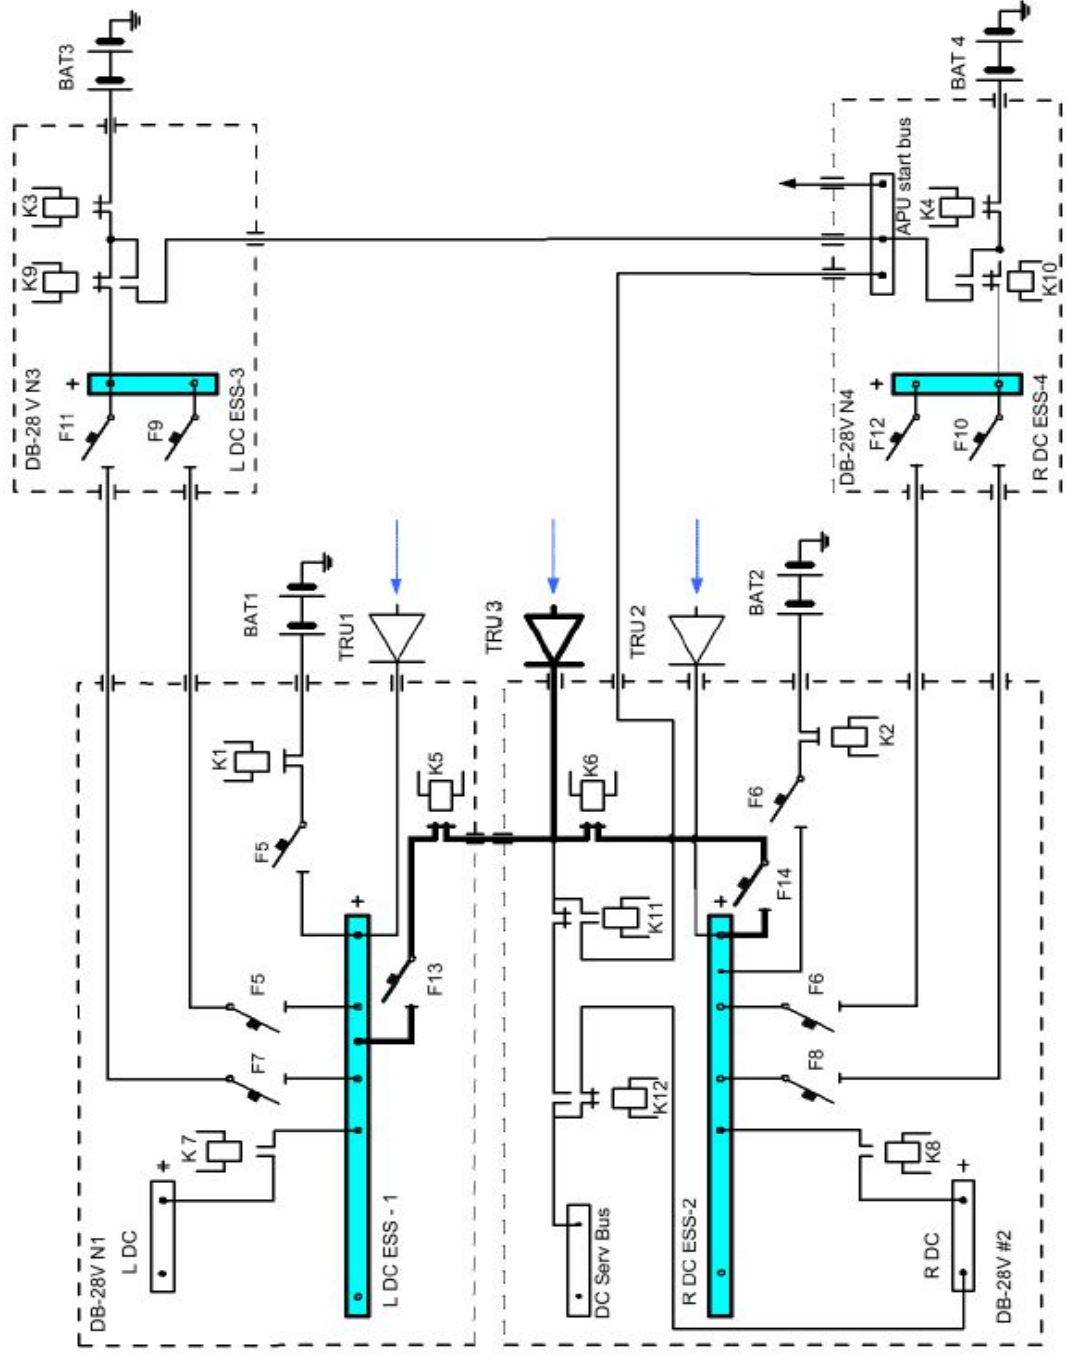 BAT3
BAT 4
K3
K9
APU start bus
K4
K10
DB-28 V N3
+
F11
F9
L DC ESS-3
DB-28V N4
+
F12
F10
R DC ESS-4
BAT1
TRU1
TRU 3
TRU 2
BAT2
K1
K5
K6
K2
F5
F6
F14
+
+
K11
F13
F5
F7
F6
F8
K12
K 7
K8
+
+
DB-28V N1
L DC
L DC ESS - 1
DC Serv Bus
R DC ESS-2
R DC
DB-28V #2